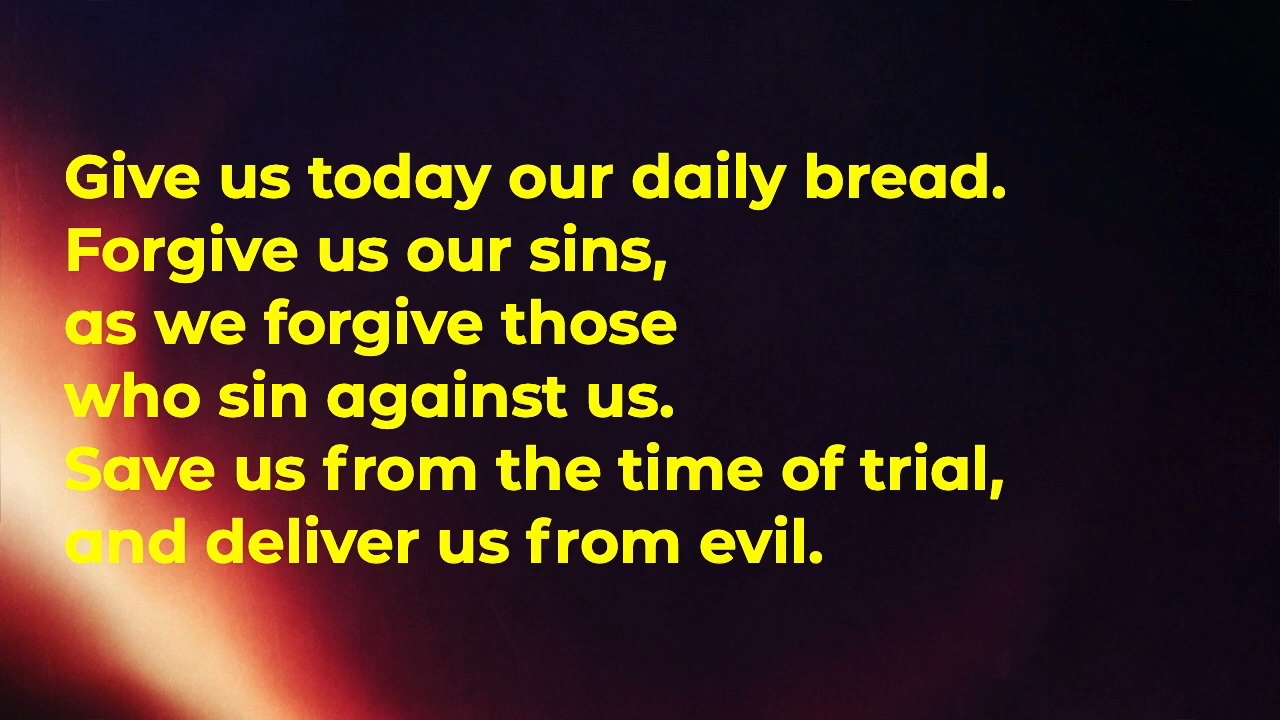 Give us today our daily bread.
Forgive us our sins,
as we forgive those
who sin against us.
Save us from the time of trial,
and deliver us from evil.